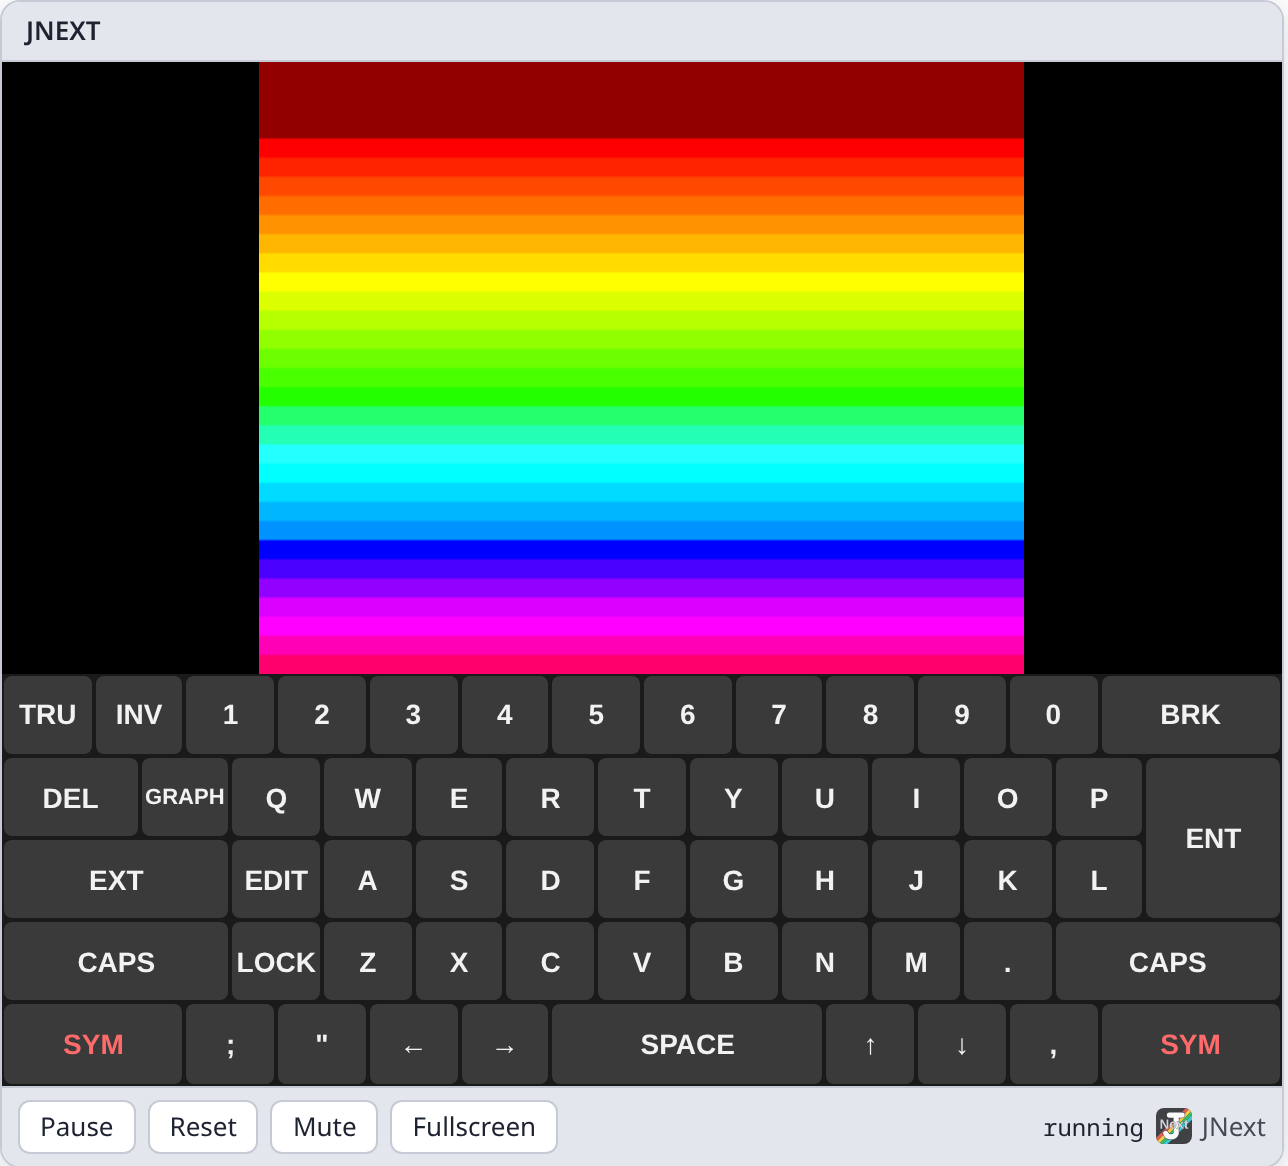 JNEXT
TRU INV 1 2 3 4 5 6 7 8 9 0 BRK
DEL GRAPH Q W E R T Y U I O P ENT
EXT EDIT A S D F G H J K L
CAPS LOCK Z X C V B N M . CAPS
SYM ; " ← → SPACE ↑ ↓ , SYM
Pause Reset Mute Fullscreen running JNext JNext